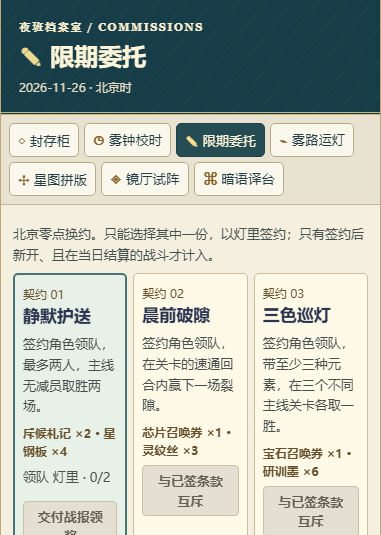 夜班档案室 / COMMISSIONS
限期委托
2026-11-26 · 北京时
封存柜
雾钟校时
限期委托
雾路运灯
星图拼版
镜厅试阵
暗语译台
北京零点换约。只能选择其中一份，以灯里签约；只有签约后
新开、且在当日结算的战斗才计入。
契约 01
静默护送
签约角色领队，
最多两人，主线
无减员取胜两
场。
斥候札记 ×2 · 星
钢板 ×4
领队 灯里 · 0/2
交付战报领
契约 02
晨前破隙
签约角色领队，
在关卡的速通回
合内赢下一场裂
隙。
芯片召唤券 ×1 ·
灵纹丝 ×3
与已签条款
互斥
契约 03
三色巡灯
签约角色领队，
带至少三种元
素，在三个不同
主线关卡各取一
胜。
宝石召唤券 ×1 ·
研训墨 ×6
与已签条款
互斥